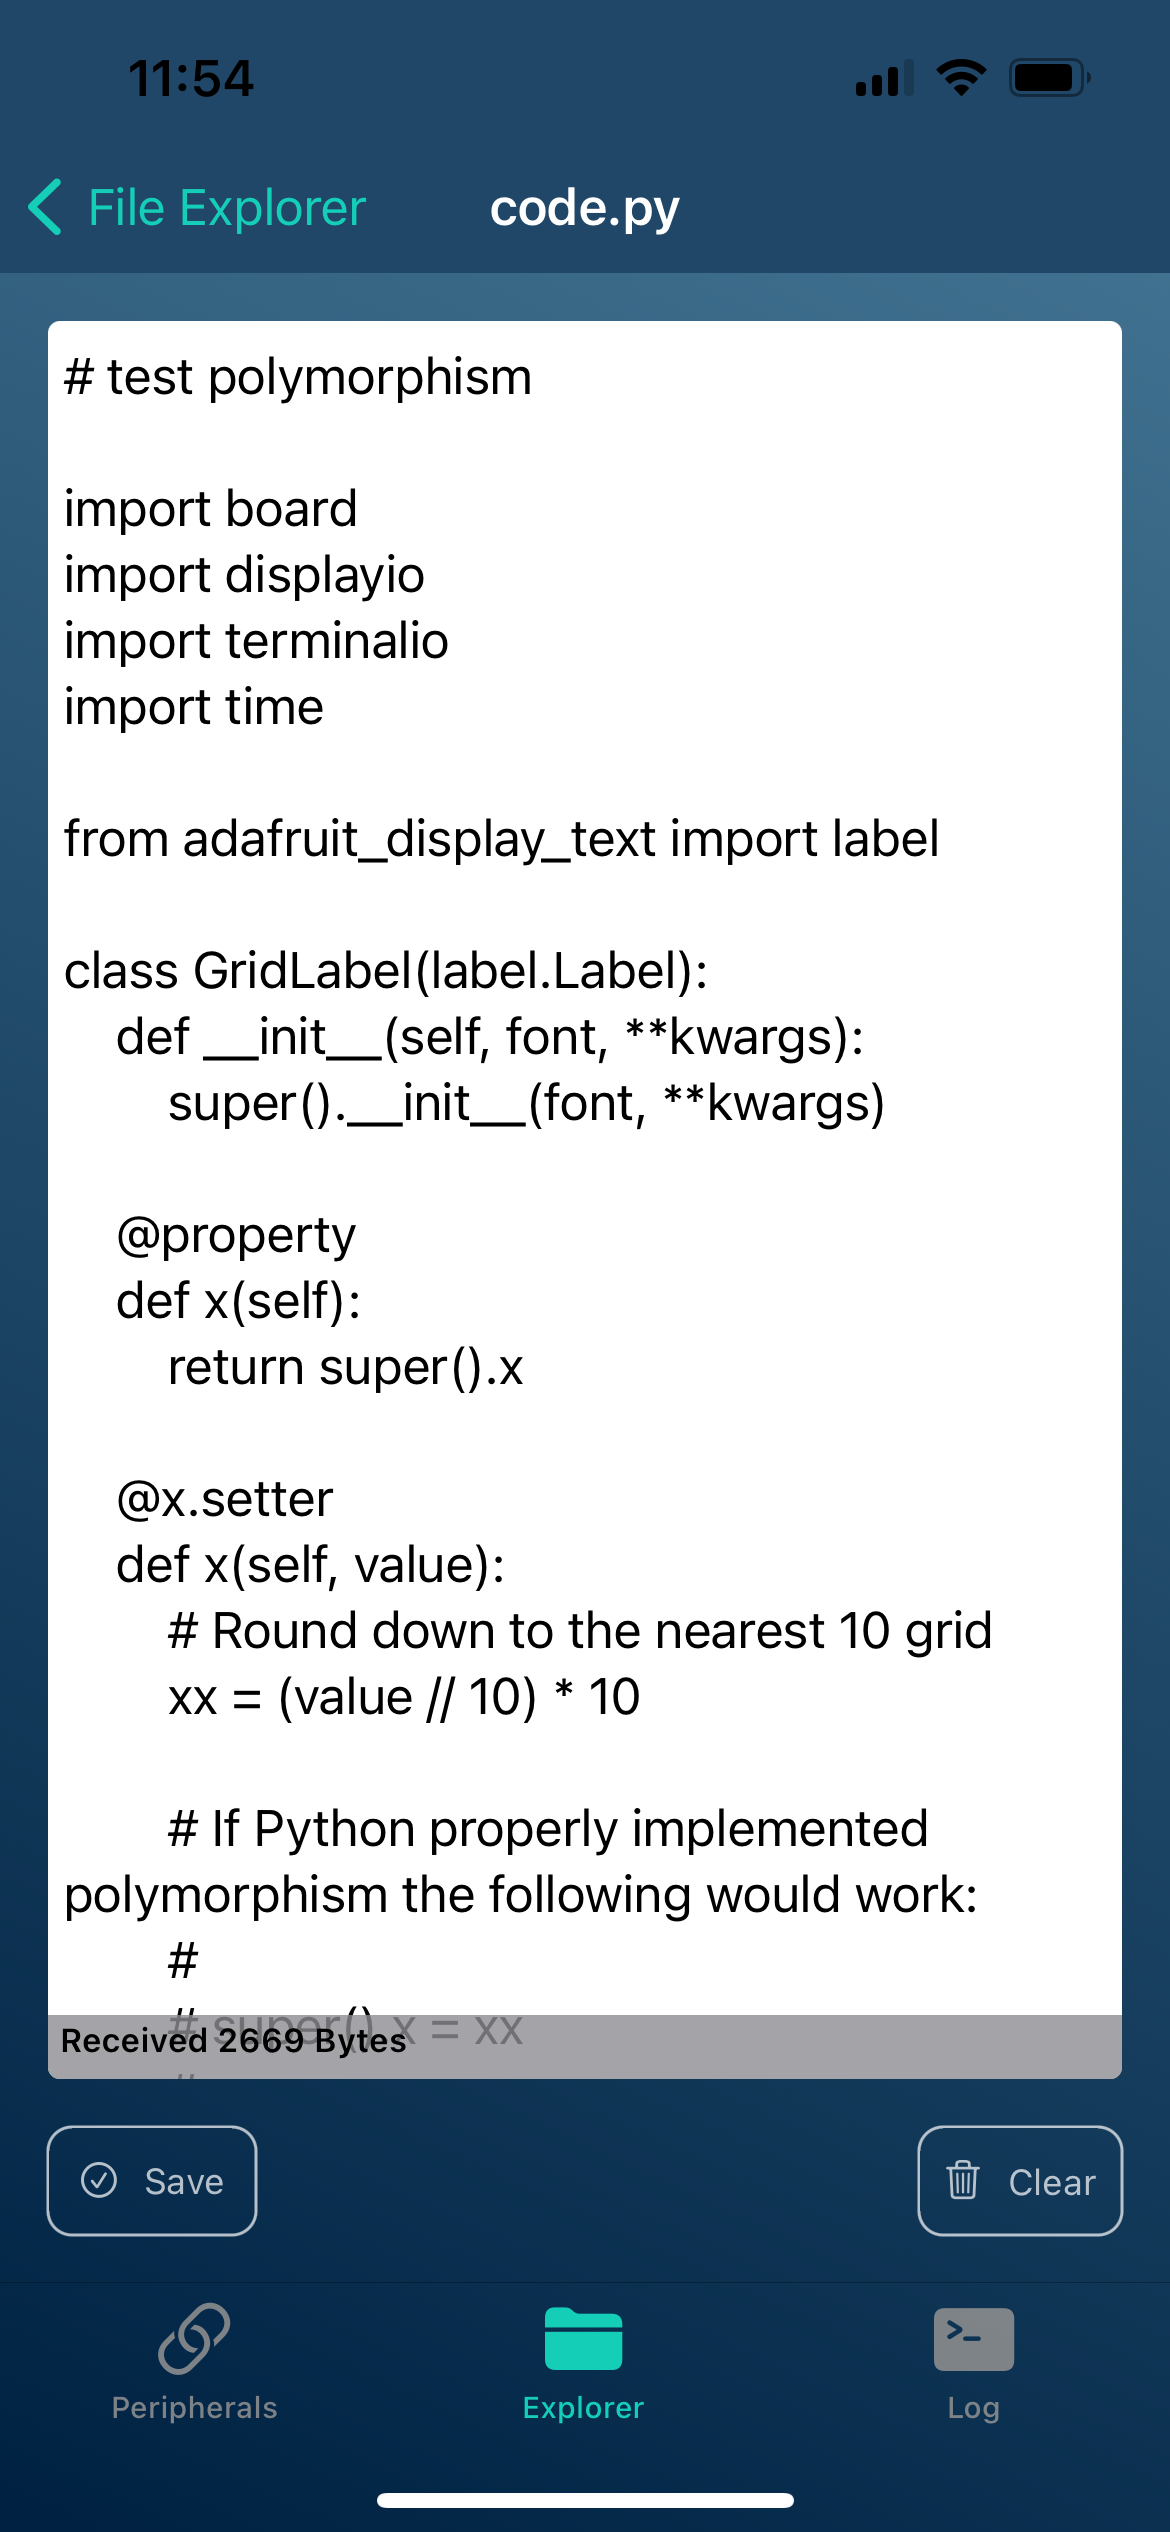 11:54
File Explorer
code.py
# test polymorphism

import board
import displayio
import terminalio
import time

from adafruit_display_text import label

class GridLabel(label.Label):
    def __init__(self, font, **kwargs):
        super().__init__(font, **kwargs)

    @property
    def x(self):
        return super().x

    @x.setter
    def x(self, value):
        # Round down to the nearest 10 grid
        xx = (value // 10) * 10

        # If Python properly implemented
polymorphism the following would work:
        #
        # super().x = xx
Received 2669 Bytes
Save
Clear
>_
Peripherals
Explorer
Log